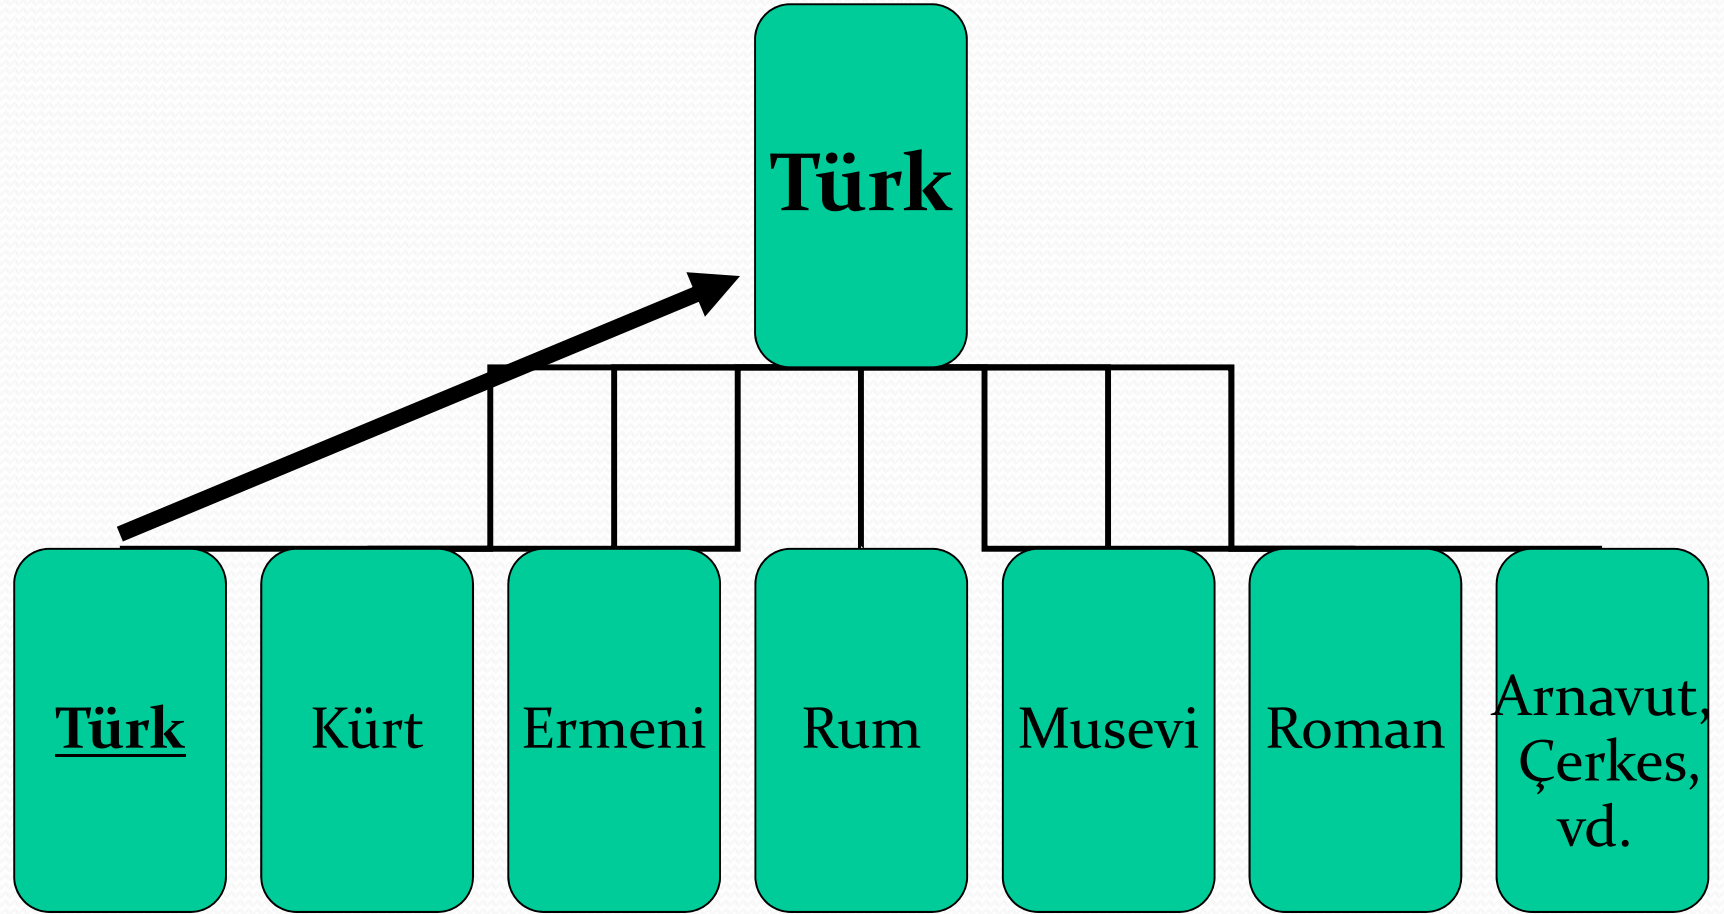 Türk
Türk
Kürt
Ermeni
Rum
Musevi
Roman
Arnavut,
Çerkes,
vd.